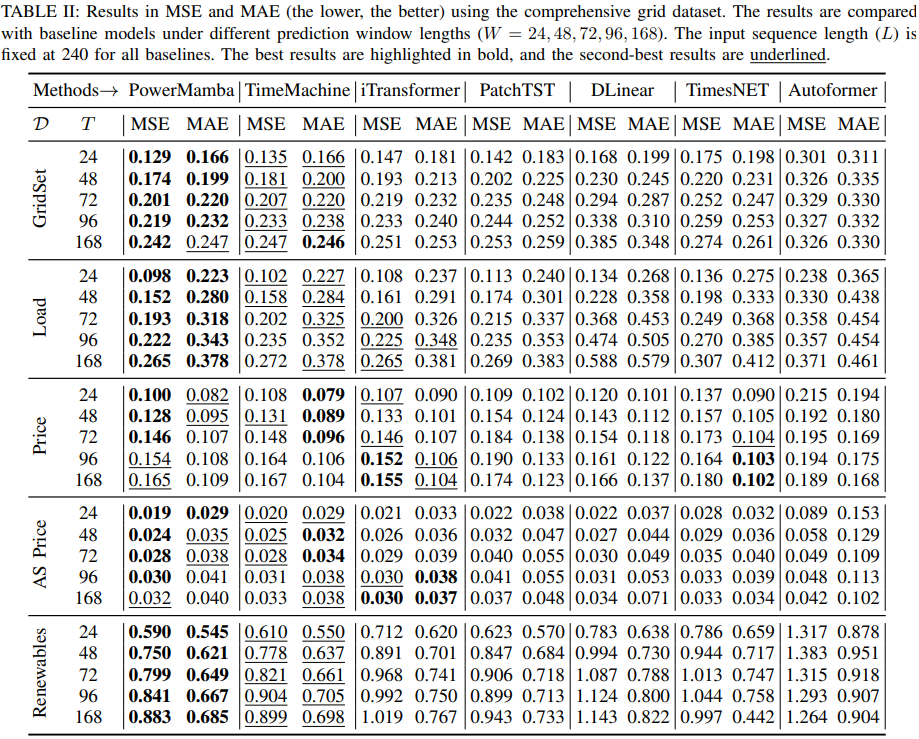 TABLE II: Results in MSE and MAE (the lower, the better) using the comprehensive grid dataset. The results are compared
with baseline models under different prediction window lengths (W = 24, 48, 72, 96, 168). The input sequence length (L) is
fixed at 240 for all baselines. The best results are highlighted in bold, and the second-best results are underlined.
Methods→ PowerMamba TimeMachine iTransformer PatchTST DLinear TimesNET Autoformer
D T MSE MAE MSE MAE MSE MAE MSE MAE MSE MAE MSE MAE MSE MAE
GridSet
24 0.129 0.166 0.135 0.166 0.147 0.181 0.142 0.183 0.168 0.199 0.175 0.198 0.301 0.311
48 0.174 0.199 0.181 0.200 0.193 0.213 0.202 0.225 0.230 0.245 0.220 0.231 0.326 0.335
72 0.201 0.220 0.207 0.220 0.219 0.232 0.235 0.248 0.294 0.287 0.252 0.247 0.329 0.330
96 0.219 0.232 0.233 0.238 0.233 0.240 0.244 0.252 0.338 0.310 0.259 0.253 0.327 0.332
168 0.242 0.247 0.247 0.246 0.251 0.253 0.253 0.259 0.385 0.348 0.274 0.261 0.326 0.330
Load
24 0.098 0.223 0.102 0.227 0.108 0.237 0.113 0.240 0.134 0.268 0.136 0.275 0.238 0.365
48 0.152 0.280 0.158 0.284 0.161 0.291 0.174 0.301 0.228 0.358 0.198 0.333 0.330 0.438
72 0.193 0.318 0.202 0.325 0.200 0.326 0.215 0.337 0.368 0.453 0.249 0.368 0.358 0.454
96 0.222 0.343 0.235 0.352 0.225 0.348 0.235 0.353 0.474 0.505 0.270 0.385 0.357 0.454
168 0.265 0.378 0.272 0.378 0.265 0.381 0.269 0.383 0.588 0.579 0.307 0.412 0.371 0.461
Price
24 0.100 0.082 0.108 0.079 0.107 0.090 0.109 0.102 0.120 0.101 0.137 0.090 0.215 0.194
48 0.128 0.095 0.131 0.089 0.133 0.101 0.154 0.124 0.143 0.112 0.157 0.105 0.192 0.180
72 0.146 0.107 0.148 0.096 0.146 0.107 0.184 0.138 0.154 0.118 0.173 0.104 0.195 0.169
96 0.154 0.108 0.164 0.106 0.152 0.106 0.190 0.133 0.161 0.122 0.164 0.103 0.194 0.175
168 0.165 0.109 0.167 0.104 0.155 0.104 0.174 0.123 0.166 0.137 0.180 0.102 0.189 0.168
AS Price
24 0.019 0.029 0.020 0.029 0.021 0.033 0.022 0.038 0.022 0.037 0.028 0.032 0.089 0.153
48 0.024 0.035 0.025 0.032 0.026 0.036 0.032 0.047 0.027 0.044 0.029 0.036 0.058 0.129
72 0.028 0.038 0.028 0.034 0.029 0.039 0.040 0.055 0.030 0.049 0.035 0.040 0.049 0.109
96 0.030 0.041 0.031 0.038 0.030 0.038 0.041 0.055 0.031 0.053 0.033 0.039 0.048 0.113
168 0.032 0.040 0.033 0.038 0.030 0.037 0.037 0.048 0.034 0.071 0.033 0.034 0.042 0.102
Renewables
24 0.590 0.545 0.610 0.550 0.712 0.620 0.623 0.570 0.783 0.638 0.786 0.659 1.317 0.878
48 0.750 0.621 0.778 0.637 0.891 0.701 0.847 0.684 0.994 0.730 0.944 0.717 1.383 0.951
72 0.799 0.649 0.821 0.661 0.968 0.741 0.906 0.718 1.087 0.788 1.013 0.747 1.315 0.918
96 0.841 0.667 0.904 0.705 0.992 0.750 0.899 0.713 1.124 0.800 1.044 0.758 1.293 0.907
168 0.883 0.685 0.899 0.698 1.019 0.767 0.943 0.733 1.143 0.822 0.997 0.442 1.264 0.904